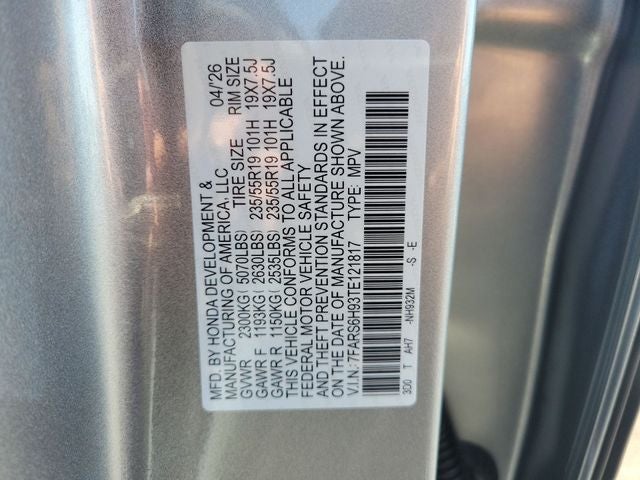 MFD. BY HONDA DEVELOPMENT &
MANUFACTURING OF AMERICA, LLC 04/26
GVWR 2300KG( 5070LBS) TIRE SIZE RIM SIZE
GAWR F 1193KG( 2630LBS) 235/55R19 101H 19X7.5J
GAWR R 1150KG( 2535LBS) 235/55R19 101H 19X7.5J
THIS VEHICLE CONFORMS TO ALL APPLICABLE
FEDERAL MOTOR VEHICLE SAFETY
AND THEFT PREVENTION STANDARDS IN EFFECT
ON THE DATE OF MANUFACTURE SHOWN ABOVE.
V.I.N: 7FARS6H93TE121817 TYPE: MPV
3D0 T AH7 -NH932M -S -E